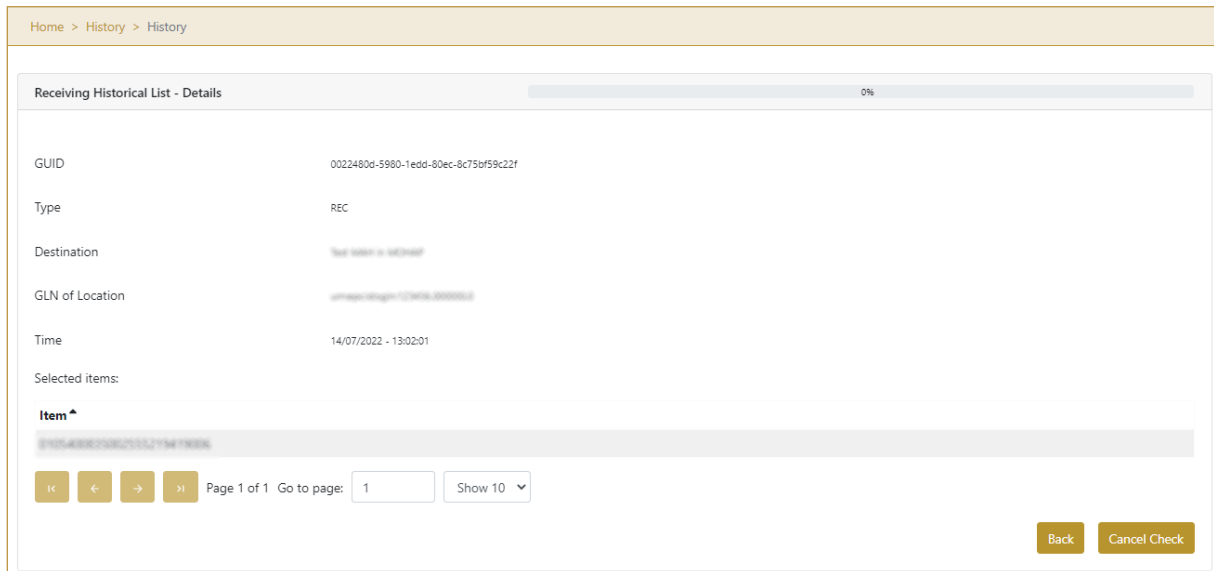 Home > History > History
Receiving Historical List - Details 0%
GUID 0022480d-5980-1edd-80ec-8c75bf59c22f
Type REC
Destination
GLN of Location
Time 14/07/2022 - 13:02:01
Selected items:
Item
Page 1 of 1 Go to page: 1 Show 10
Back Cancel Check